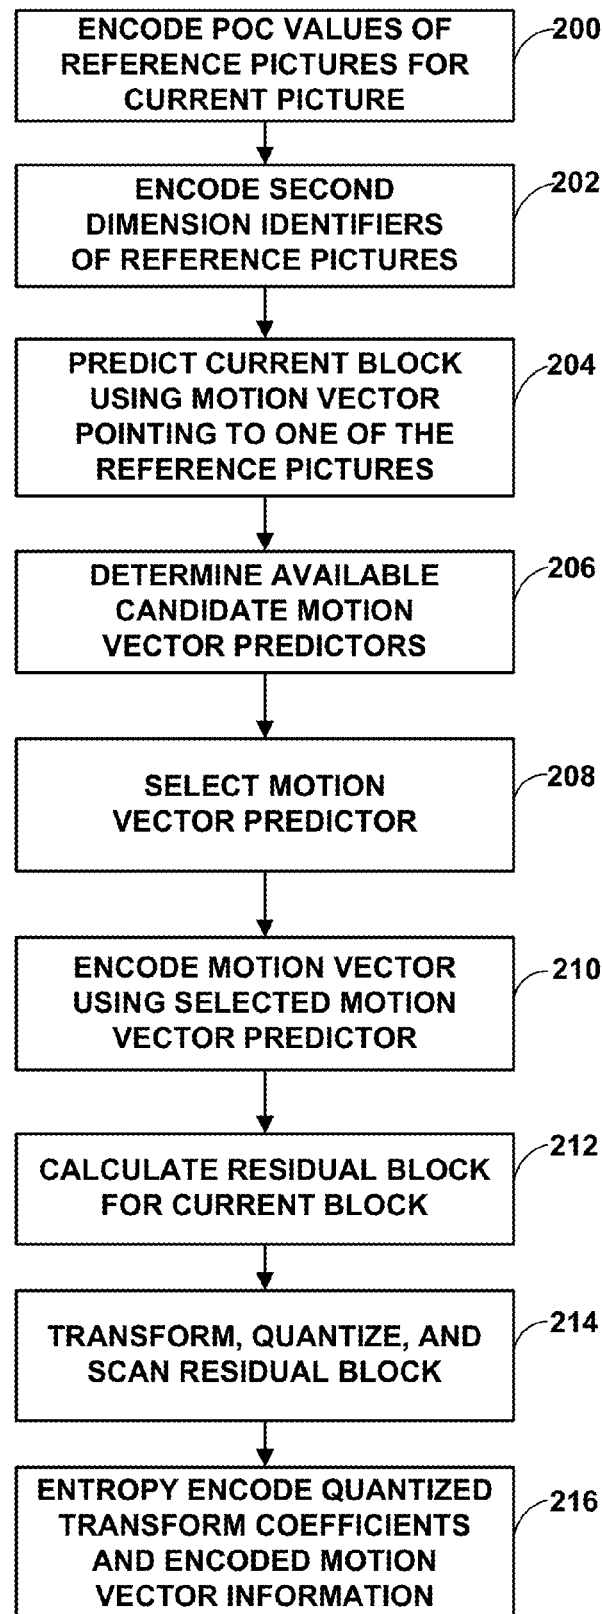 ENCODE POC VALUES OF
REFERENCE PICTURES FOR
CURRENT PICTURE
200
ENCODE SECOND
DIMENSION IDENTIFIERS
OF REFERENCE PICTURES
202
PREDICT CURRENT BLOCK
USING MOTION VECTOR
POINTING TO ONE OF THE
REFERENCE PICTURES
204
DETERMINE AVAILABLE
CANDIDATE MOTION
VECTOR PREDICTORS
206
SELECT MOTION
VECTOR PREDICTOR
208
ENCODE MOTION VECTOR
USING SELECTED MOTION
VECTOR PREDICTOR
210
CALCULATE RESIDUAL BLOCK
FOR CURRENT BLOCK
212
TRANSFORM, QUANTIZE, AND
SCAN RESIDUAL BLOCK
214
ENTROPY ENCODE QUANTIZED
TRANSFORM COEFFICIENTS
AND ENCODED MOTION
VECTOR INFORMATION
216